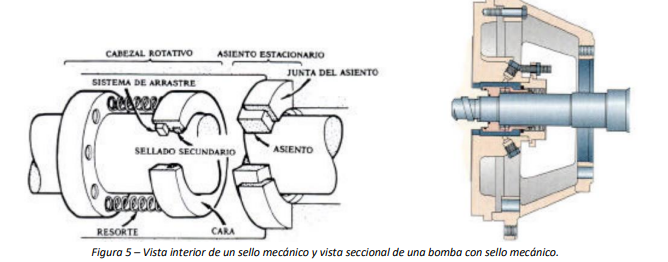 CABEZAL ROTATIVO
ASIENTO ESTACIONARIO
SISTEMA DE ARRASTRE
JUNTA DEL ASIENTO
SELLADO SECUNDARIO
ASIENTO
RESORTE
CARA
Figura 5 – Vista interior de un sello mecánico y vista seccional de una bomba con sello mecánico.